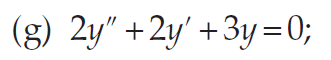 (g) 2y″ + 2y′ + 3y = 0;